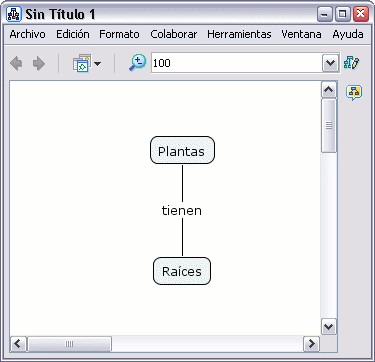 Sin Título 1
Archivo Edición Formato Colaborar Herramientas Ventana Ayuda
100
Plantas
tienen
Raíces